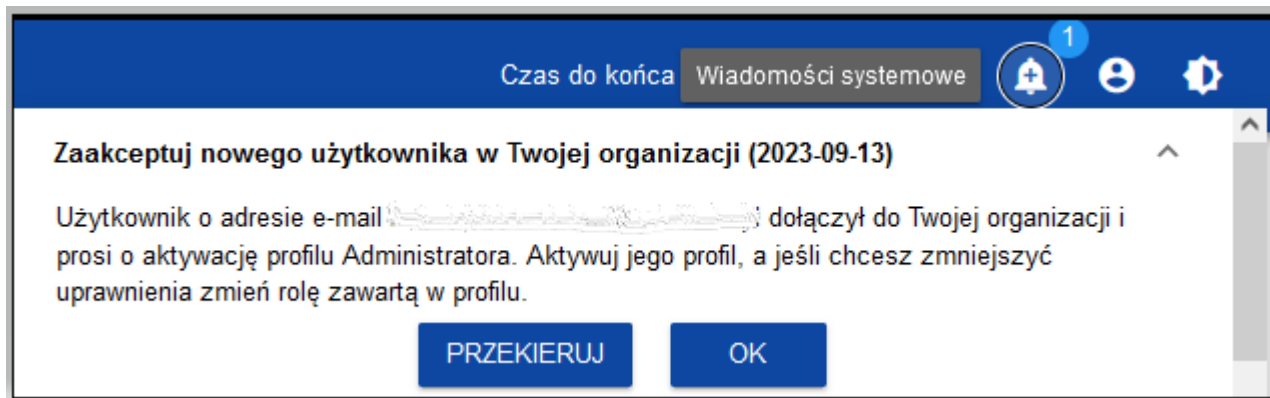 1
Czas do końca Wiadomości systemowe
Zaakceptuj nowego użytkownika w Twojej organizacji (2023-09-13)
Użytkownik o adresie e-mail dołączył do Twojej organizacji i
prosi o aktywację profilu Administratora. Aktywuj jego profil, a jeśli chcesz zmniejszyć
uprawnienia zmień rolę zawartą w profilu.
PRZEKIERUJ OK